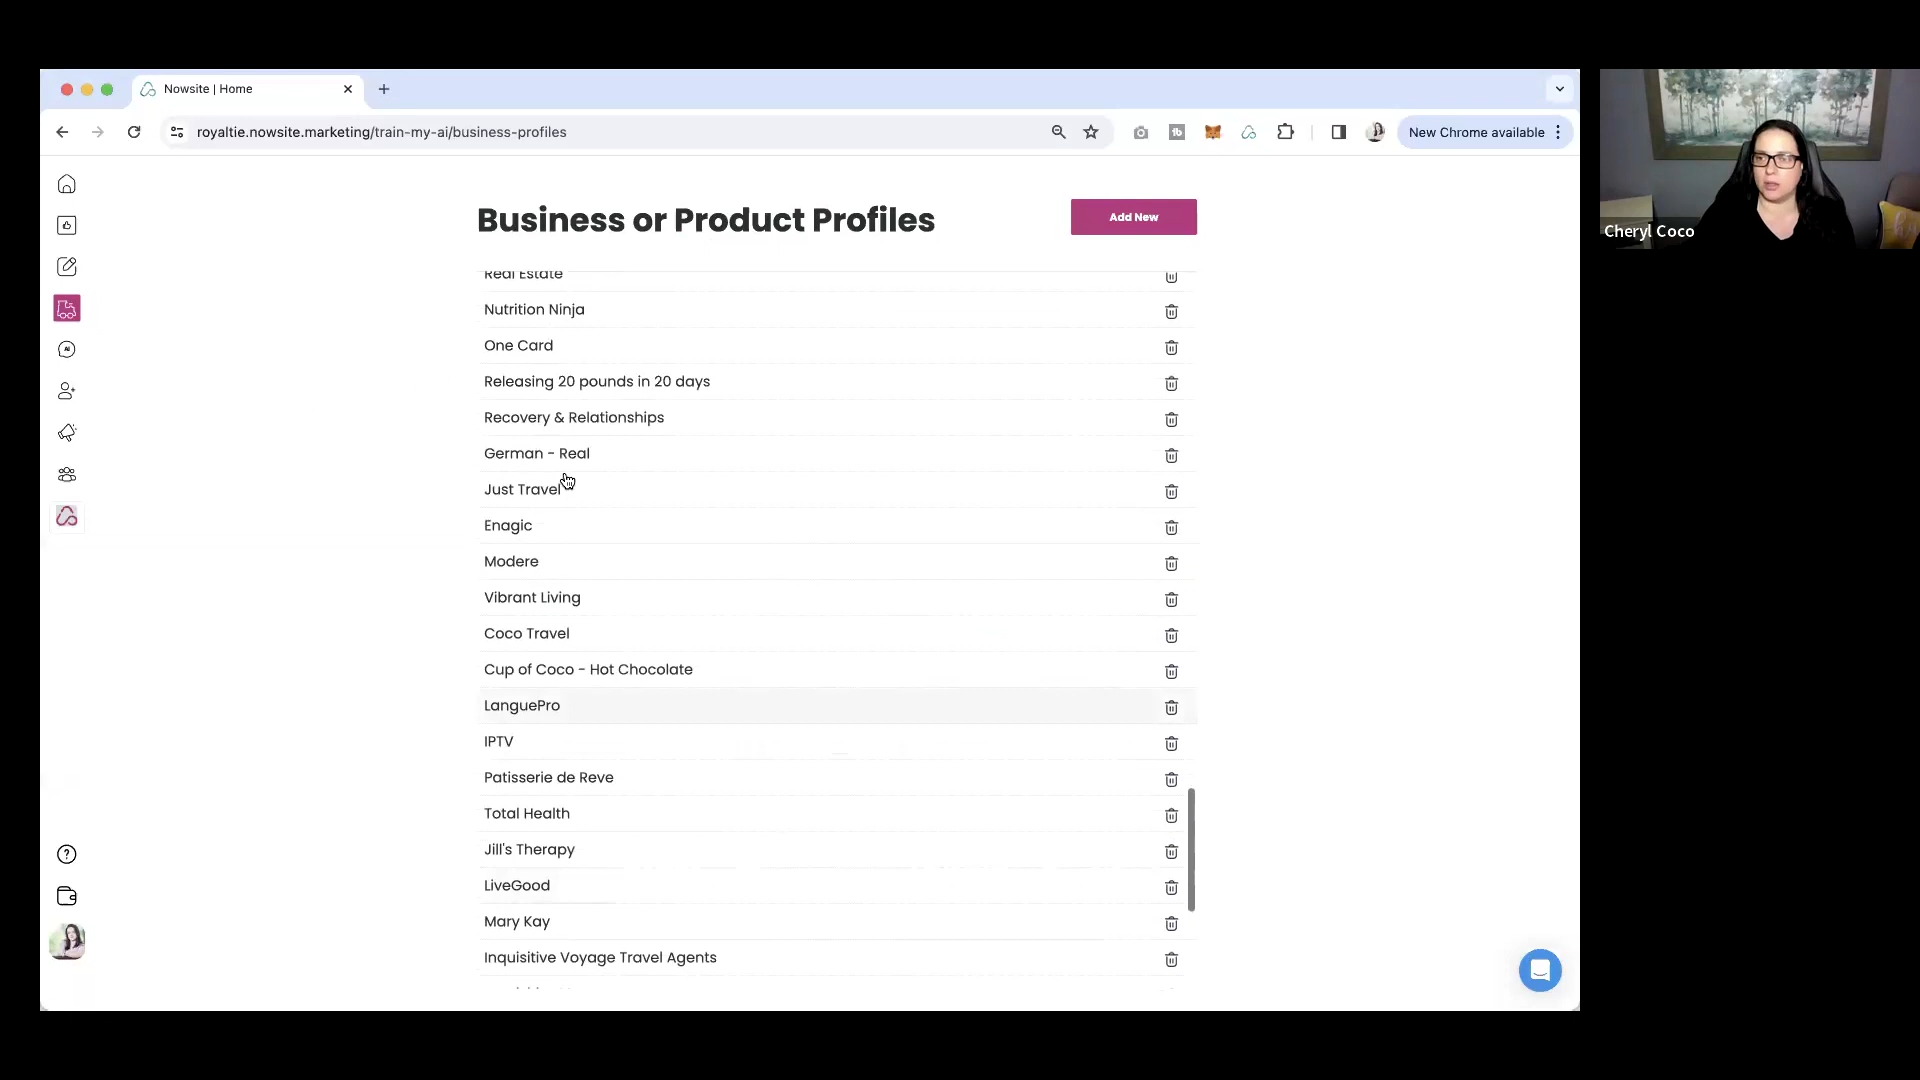 Nowsite | Home
royaltie.nowsite.marketing/train-my-ai/business-profiles
New Chrome available
Business or Product Profiles
Add New
Real Estate
Nutrition Ninja
One Card
Releasing 20 pounds in 20 days
Recovery & Relationships
German - Real
Just Travel
Enagic
Modere
Vibrant Living
Coco Travel
Cup of Coco - Hot Chocolate
LanguePro
IPTV
Patisserie de Reve
Total Health
Jill's Therapy
LiveGood
Mary Kay
Inquisitive Voyage Travel Agents
Cheryl Coco